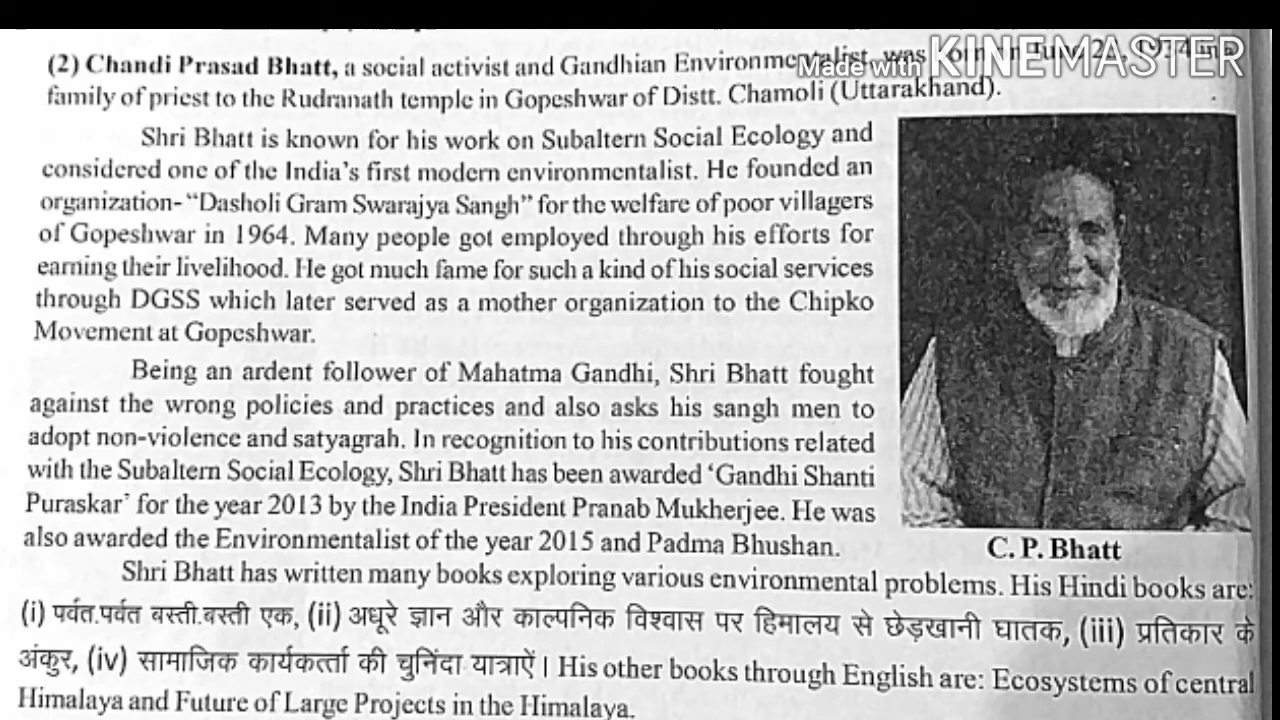 (2) Chandi Prasad Bhatt, a social activist and Gandhian Environmentalist, was
Made with KINEMASTER
family of priest to the Rudranath temple in Gopeshwar of Distt. Chamoli (Uttarakhand).
Shri Bhatt is known for his work on Subaltern Social Ecology and
considered one of the India's first modern environmentalist. He founded an
organization- “Dasholi Gram Swarajya Sangh” for the welfare of poor villagers
of Gopeshwar in 1964. Many people got employed through his efforts for
earning their livelihood. He got much fame for such a kind of his social services
through DGSS which later served as a mother organization to the Chipko
Movement at Gopeshwar.
Being an ardent follower of Mahatma Gandhi, Shri Bhatt fought
against the wrong policies and practices and also asks his sangh men to
adopt non-violence and satyagrah. In recognition to his contributions related
with the Subaltern Social Ecology, Shri Bhatt has been awarded ‘Gandhi Shanti
Puraskar’ for the year 2013 by the India President Pranab Mukherjee. He was
also awarded the Environmentalist of the year 2015 and Padma Bhushan.
C. P. Bhatt
Shri Bhatt has written many books exploring various environmental problems. His Hindi books are:
(i) पर्वत.पर्वत बस्ती.बस्ती एक, (ii) अधूरे ज्ञान और काल्पनिक विश्वास पर हिमालय से छेड़खानी घातक, (iii) प्रतिकार के
अंकुर, (iv) सामाजिक कार्यकर्त्ता की चुनिंदा यात्राऐं। His other books through English are: Ecosystems of central
Himalaya and Future of Large Projects in the Himalaya.